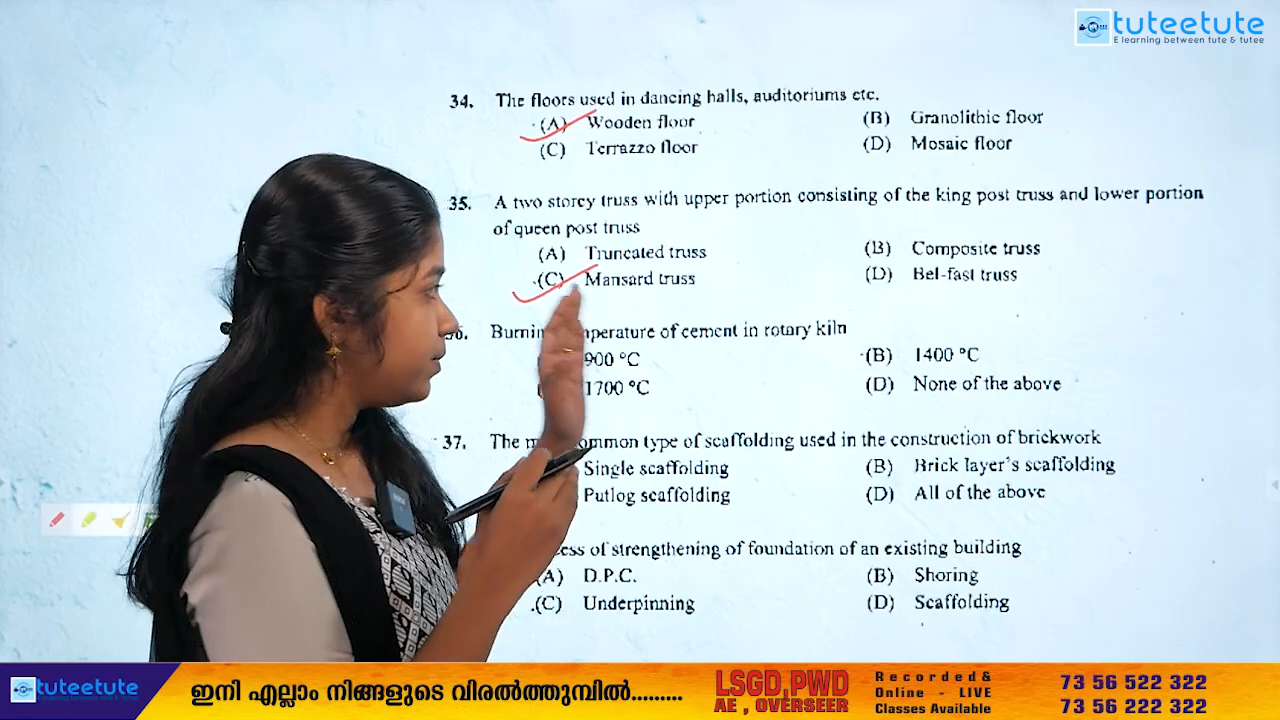 tuteetute
E learning between tute & tutee
34. The floors used in dancing halls, auditoriums etc.
(A) Wooden floor (B) Granolithic floor
(C) Terrazzo floor (D) Mosaic floor
35. A two storey truss with upper portion consisting of the king post truss and lower portion
of queen post truss
(A) Truncated truss (B) Composite truss
(C) Mansard truss (D) Bel-fast truss
of cement in rotary kiln
900 °C (B) 1400 °C
1700 °C (D) None of the above
37. The type of scaffolding used in the construction of brickwork
Single scaffolding (B) Brick layer's scaffolding
Putlog scaffolding (D) All of the above
of strengthening of foundation of an existing building
(A) D.P.C. (B) Shoring
(C) Underpinning (D) Scaffolding
tuteetute
ഇനി എല്ലാം നിങ്ങളുടെ വിരൽത്തുമ്പിൽ.........
LSGD,PWD
AE , OVERSEER
Recorded &
Online - LIVE
Classes Available
73 56 522 322
73 56 222 322